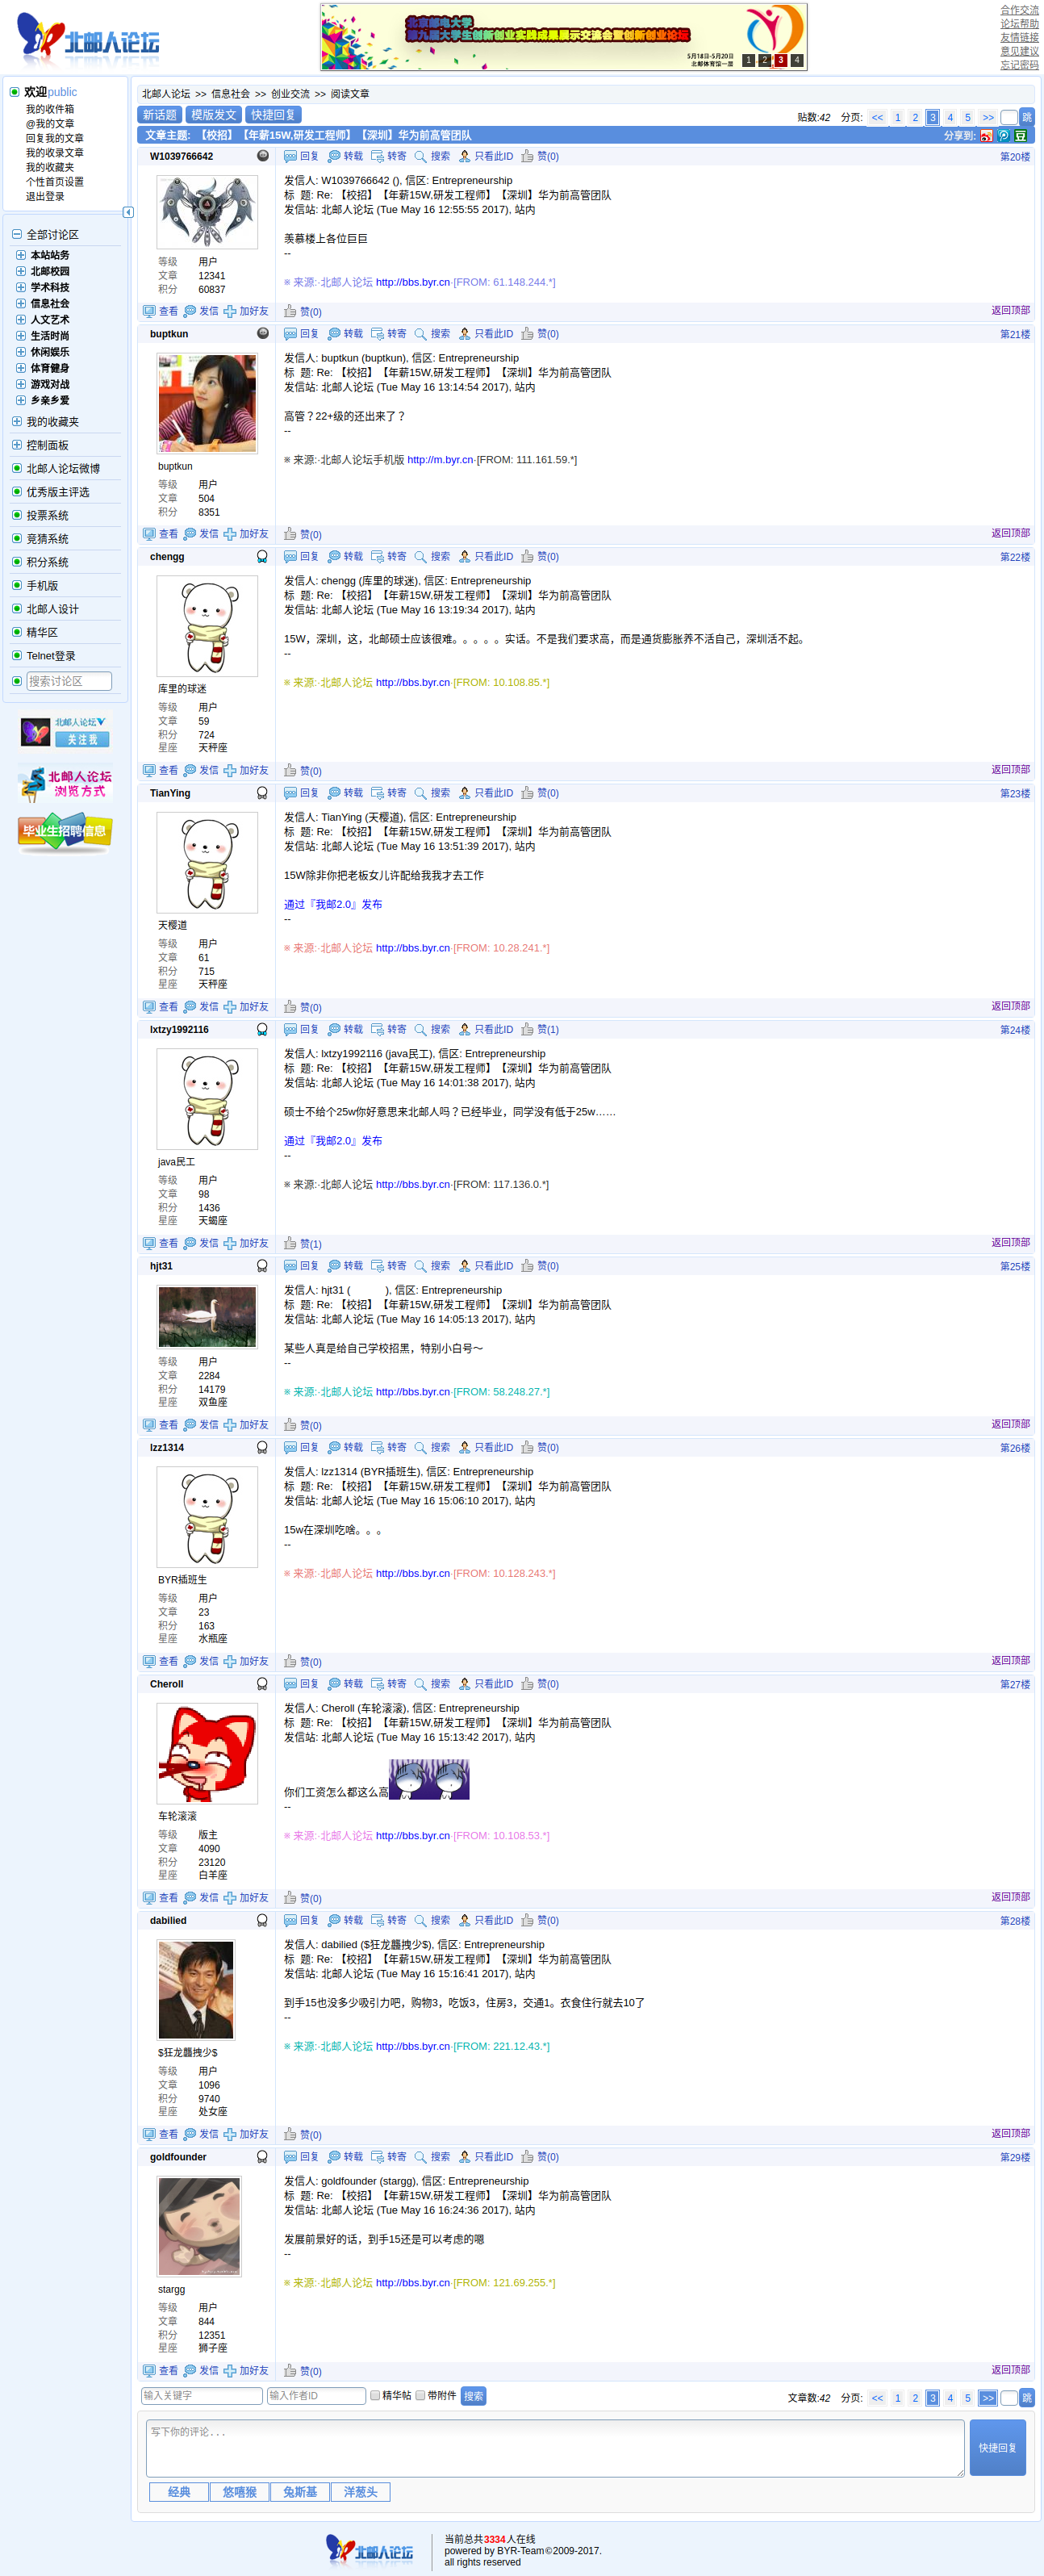 北邮人论坛
北京邮电大学
第九届大学生创新创业实践成果展示交流会暨创新创业论坛
5月18日-5月20日
北邮体育馆一层
1 2 3 4
合作交流
论坛帮助
友情链接
意见建议
忘记密码
欢迎public
我的收件箱
@我的文章
回复我的文章
我的收录文章
我的收藏夹
个性首页设置
退出登录
全部讨论区
本站站务
北邮校园
学术科技
信息社会
人文艺术
生活时尚
休闲娱乐
体育健身
游戏对战
乡亲乡爱
我的收藏夹
控制面板
北邮人论坛微博
优秀版主评选
投票系统
竞猜系统
积分系统
手机版
北邮人设计
精华区
Telnet登录
搜索讨论区
北邮人论坛
关注我
北邮人论坛
浏览方式
毕业生招聘信息
北邮人论坛 >> 信息社会 >> 创业交流 >> 阅读文章
新话题 模版发文 快捷回复
贴数:42 分页: << 1 2 3 4 5 >> 跳
文章主题: 【校招】【年薪15W,研发工程师】【深圳】华为前高管团队
分享到: 豆
W1039766642
回复 转载 转寄 搜索 只看此ID 赞(0)
第20楼
等级 用户
文章 12341
积分 60837
发信人: W1039766642 (), 信区: Entrepreneurship
标 题: Re: 【校招】【年薪15W,研发工程师】【深圳】华为前高管团队
发信站: 北邮人论坛 (Tue May 16 12:55:55 2017), 站内
羡慕楼上各位巨巨
--
※ 来源:·北邮人论坛 http://bbs.byr.cn·[FROM: 61.148.244.*]
查看 发信 加好友 赞(0)
返回顶部
buptkun
回复 转载 转寄 搜索 只看此ID 赞(0)
第21楼
buptkun
等级 用户
文章 504
积分 8351
发信人: buptkun (buptkun), 信区: Entrepreneurship
标 题: Re: 【校招】【年薪15W,研发工程师】【深圳】华为前高管团队
发信站: 北邮人论坛 (Tue May 16 13:14:54 2017), 站内
高管？22+级的还出来了？
--
※ 来源:·北邮人论坛手机版 http://m.byr.cn·[FROM: 111.161.59.*]
查看 发信 加好友 赞(0)
返回顶部
chengg
回复 转载 转寄 搜索 只看此ID 赞(0)
第22楼
库里的球迷
等级 用户
文章 59
积分 724
星座 天秤座
发信人: chengg (库里的球迷), 信区: Entrepreneurship
标 题: Re: 【校招】【年薪15W,研发工程师】【深圳】华为前高管团队
发信站: 北邮人论坛 (Tue May 16 13:19:34 2017), 站内
15W，深圳，这，北邮硕士应该很难。。。。。实话。不是我们要求高，而是通货膨胀养不活自己，深圳活不起。
--
※ 来源:·北邮人论坛 http://bbs.byr.cn·[FROM: 10.108.85.*]
查看 发信 加好友 赞(0)
返回顶部
TianYing
回复 转载 转寄 搜索 只看此ID 赞(0)
第23楼
天樱道
等级 用户
文章 61
积分 715
星座 天秤座
发信人: TianYing (天樱道), 信区: Entrepreneurship
标 题: Re: 【校招】【年薪15W,研发工程师】【深圳】华为前高管团队
发信站: 北邮人论坛 (Tue May 16 13:51:39 2017), 站内
15W除非你把老板女儿许配给我我才去工作
通过『我邮2.0』发布
--
※ 来源:·北邮人论坛 http://bbs.byr.cn·[FROM: 10.28.241.*]
查看 发信 加好友 赞(0)
返回顶部
lxtzy1992116
回复 转载 转寄 搜索 只看此ID 赞(1)
第24楼
java民工
等级 用户
文章 98
积分 1436
星座 天蝎座
发信人: lxtzy1992116 (java民工), 信区: Entrepreneurship
标 题: Re: 【校招】【年薪15W,研发工程师】【深圳】华为前高管团队
发信站: 北邮人论坛 (Tue May 16 14:01:38 2017), 站内
硕士不给个25w你好意思来北邮人吗？已经毕业，同学没有低于25w……
通过『我邮2.0』发布
--
※ 来源:·北邮人论坛 http://bbs.byr.cn·[FROM: 117.136.0.*]
查看 发信 加好友 赞(1)
返回顶部
hjt31
回复 转载 转寄 搜索 只看此ID 赞(0)
第25楼
等级 用户
文章 2284
积分 14179
星座 双鱼座
发信人: hjt31 ( ), 信区: Entrepreneurship
标 题: Re: 【校招】【年薪15W,研发工程师】【深圳】华为前高管团队
发信站: 北邮人论坛 (Tue May 16 14:05:13 2017), 站内
某些人真是给自己学校招黑，特别小白号～
--
※ 来源:·北邮人论坛 http://bbs.byr.cn·[FROM: 58.248.27.*]
查看 发信 加好友 赞(0)
返回顶部
lzz1314
回复 转载 转寄 搜索 只看此ID 赞(0)
第26楼
BYR插班生
等级 用户
文章 23
积分 163
星座 水瓶座
发信人: lzz1314 (BYR插班生), 信区: Entrepreneurship
标 题: Re: 【校招】【年薪15W,研发工程师】【深圳】华为前高管团队
发信站: 北邮人论坛 (Tue May 16 15:06:10 2017), 站内
15w在深圳吃啥。。。
--
※ 来源:·北邮人论坛 http://bbs.byr.cn·[FROM: 10.128.243.*]
查看 发信 加好友 赞(0)
返回顶部
Cheroll
回复 转载 转寄 搜索 只看此ID 赞(0)
第27楼
车轮滚滚
等级 版主
文章 4090
积分 23120
星座 白羊座
发信人: Cheroll (车轮滚滚), 信区: Entrepreneurship
标 题: Re: 【校招】【年薪15W,研发工程师】【深圳】华为前高管团队
发信站: 北邮人论坛 (Tue May 16 15:13:42 2017), 站内
你们工资怎么都这么高
--
※ 来源:·北邮人论坛 http://bbs.byr.cn·[FROM: 10.108.53.*]
查看 发信 加好友 赞(0)
返回顶部
dabilied
回复 转载 转寄 搜索 只看此ID 赞(0)
第28楼
$狂龙龘拽少$
等级 用户
文章 1096
积分 9740
星座 处女座
发信人: dabilied ($狂龙龘拽少$), 信区: Entrepreneurship
标 题: Re: 【校招】【年薪15W,研发工程师】【深圳】华为前高管团队
发信站: 北邮人论坛 (Tue May 16 15:16:41 2017), 站内
到手15也没多少吸引力吧，购物3，吃饭3，住房3，交通1。衣食住行就去10了
--
※ 来源:·北邮人论坛 http://bbs.byr.cn·[FROM: 221.12.43.*]
查看 发信 加好友 赞(0)
返回顶部
goldfounder
回复 转载 转寄 搜索 只看此ID 赞(0)
第29楼
stargg
等级 用户
文章 844
积分 12351
星座 狮子座
发信人: goldfounder (stargg), 信区: Entrepreneurship
标 题: Re: 【校招】【年薪15W,研发工程师】【深圳】华为前高管团队
发信站: 北邮人论坛 (Tue May 16 16:24:36 2017), 站内
发展前景好的话，到手15还是可以考虑的嗯
--
※ 来源:·北邮人论坛 http://bbs.byr.cn·[FROM: 121.69.255.*]
查看 发信 加好友 赞(0)
返回顶部
输入关键字 输入作者ID 精华帖 带附件 搜索
文章数:42 分页: << 1 2 3 4 5 >> 跳
写下你的评论...
快捷回复
经典 悠嘻猴 兔斯基 洋葱头
北邮人论坛
当前总共3334人在线
powered by BYR-Team©2009-2017.
all rights reserved